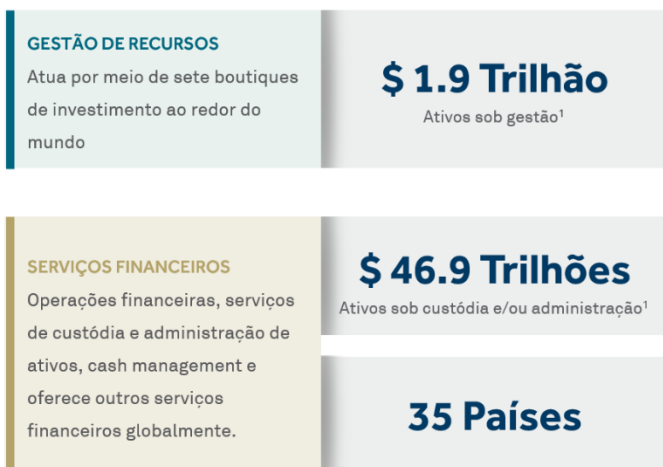 GESTÃO DE RECURSOS
Atua por meio de sete boutiques
de investimento ao redor do
mundo
$ 1.9 Trilhão
Ativos sob gestão¹
SERVIÇOS FINANCEIROS
Operações financeiras, serviços
de custódia e administração de
ativos, cash management e
oferece outros serviços
financeiros globalmente.
$ 46.9 Trilhões
Ativos sob custódia e/ou administração¹
35 Países